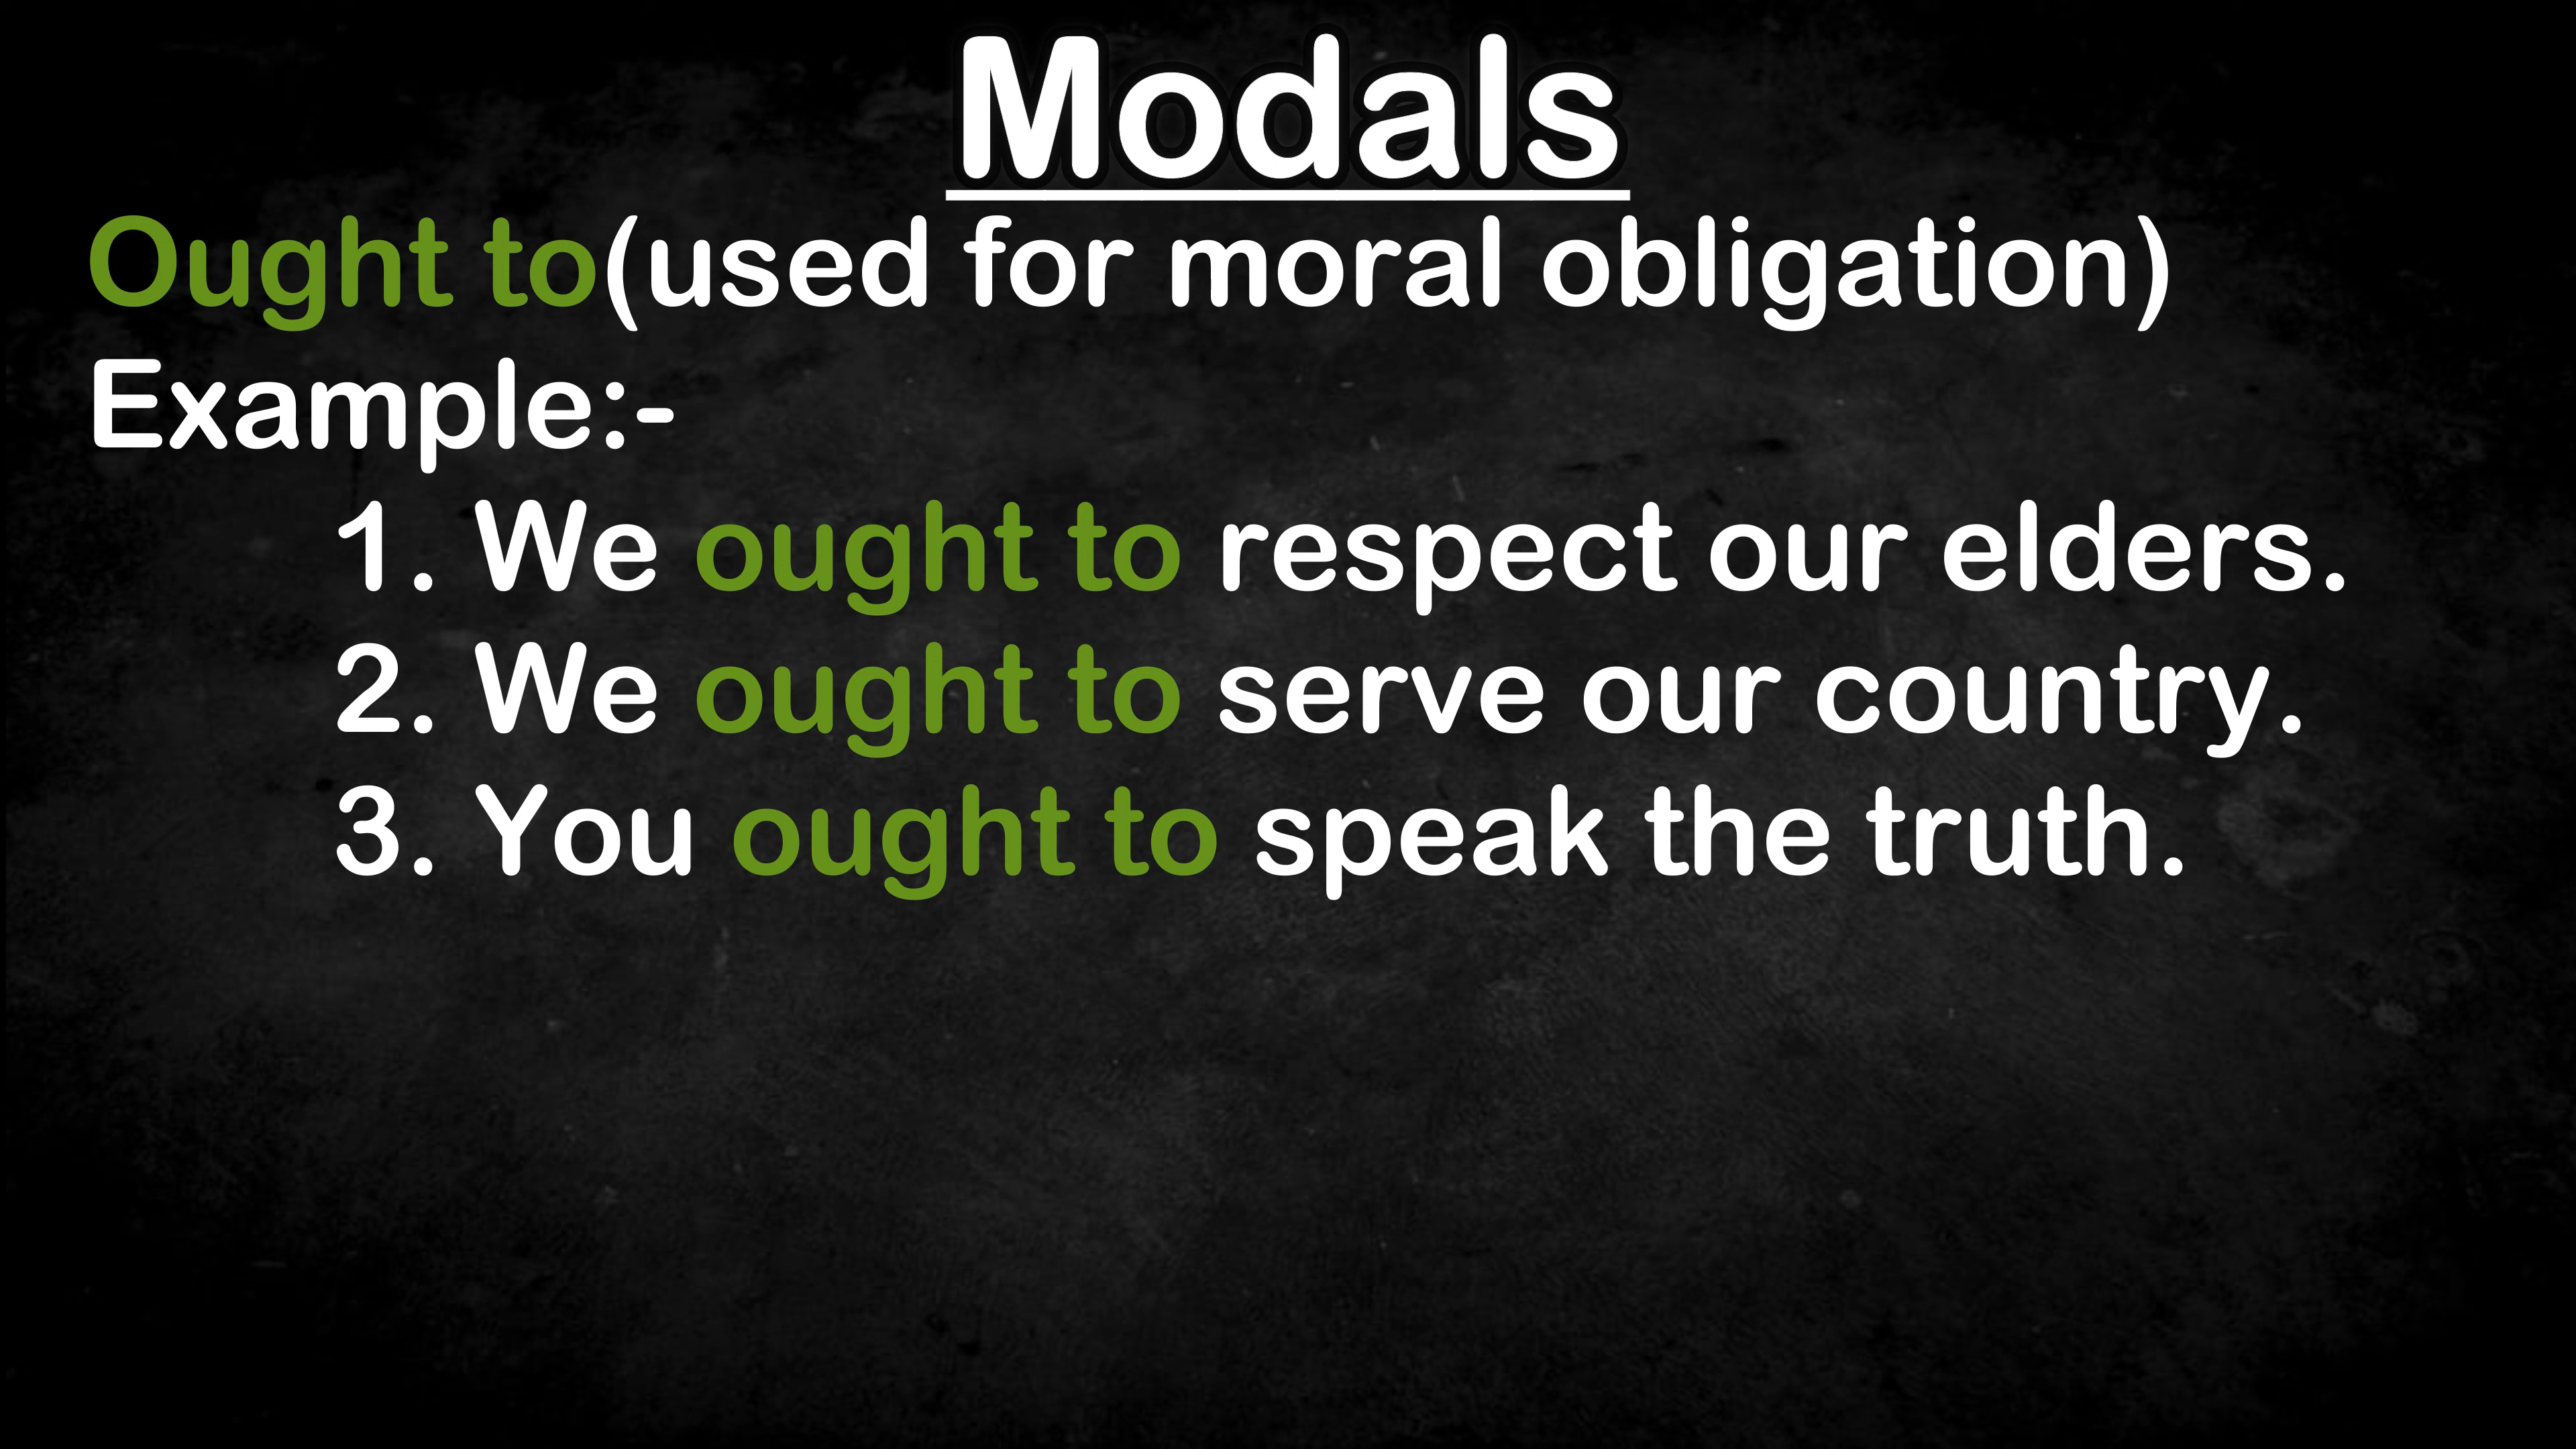 Modals
Ought to(used for moral obligation)
Example:-
1. We ought to respect our elders.
2. We ought to serve our country.
3. You ought to speak the truth.